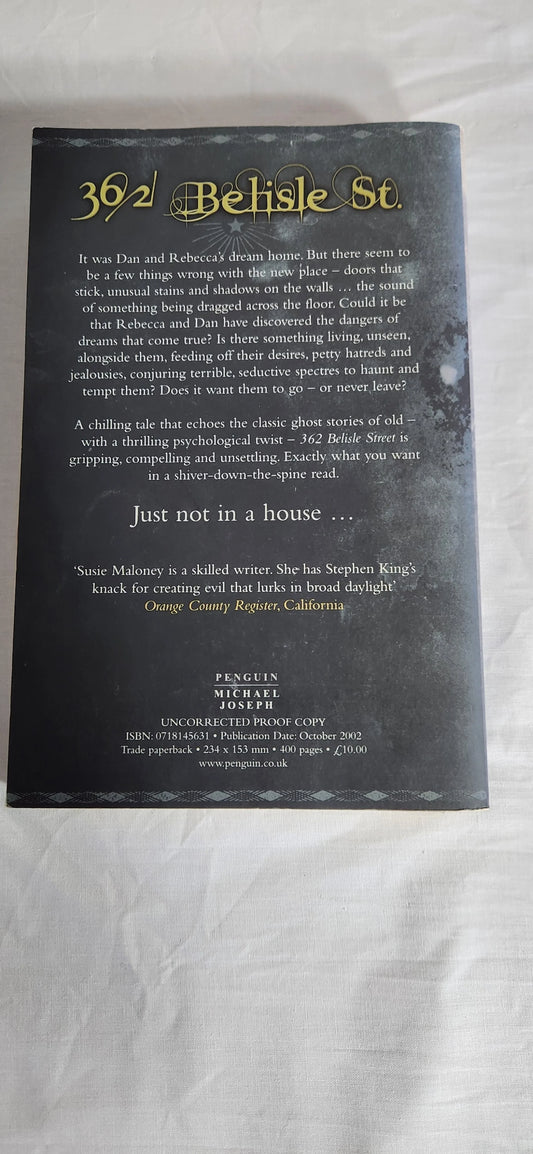 362 Belisle St.
It was Dan and Rebecca's dream home. But there seem to
be a few things wrong with the new place – doors that
stick, unusual stains and shadows on the walls … the sound
of something being dragged across the floor. Could it be
that Rebecca and Dan have discovered the dangers of
dreams that come true? Is there something living, unseen,
alongside them, feeding off their desires, petty hatreds and
jealousies, conjuring terrible, seductive spectres to haunt and
tempt them? Does it want them to go – or never leave?
A chilling tale that echoes the classic ghost stories of old –
with a thrilling psychological twist – 362 Belisle Street is
gripping, compelling and unsettling. Exactly what you want
in a shiver-down-the-spine read.
Just not in a house …
'Susie Maloney is a skilled writer. She has Stephen King's
knack for creating evil that lurks in broad daylight'
Orange County Register, California
PENGUIN
MICHAEL
JOSEPH
UNCORRECTED PROOF COPY
ISBN: 0718145631 • Publication Date: October 2002
Trade paperback • 234 x 153 mm • 400 pages • £10.00
www.penguin.co.uk